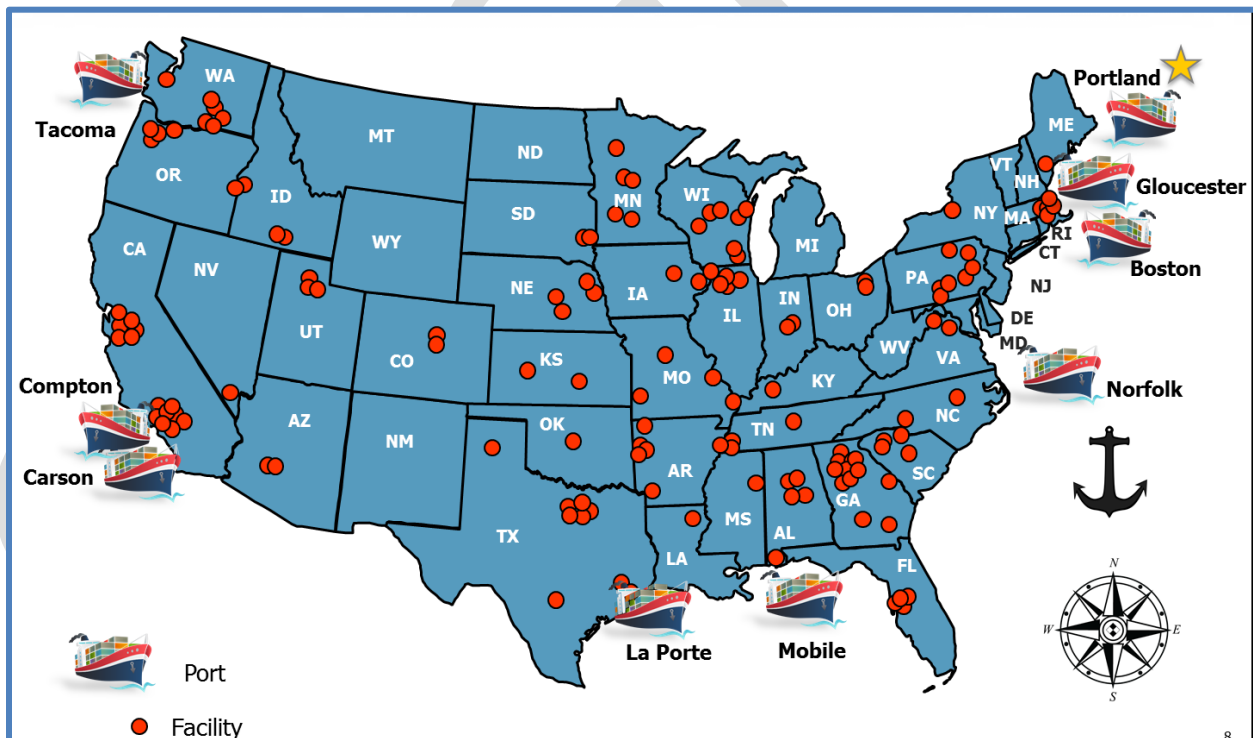 Portland
WA
ME
Tacoma
MT
ND
VT
OR
MN
WI
NH
Gloucester
ID
SD
NY
MA
WY
MI
RI
CA
CT
Boston
NV
NE
IA
PA
NJ
IL
IN
OH
UT
DE
CO
WV
MD
KS
MO
VA
Compton
KY
Norfolk
AZ
NC
OK
TN
NM
AR
SC
Carson
GA
MS
TX
AL
LA
FL
N
W
E
S
La Porte
Mobile
Port
Facility
8